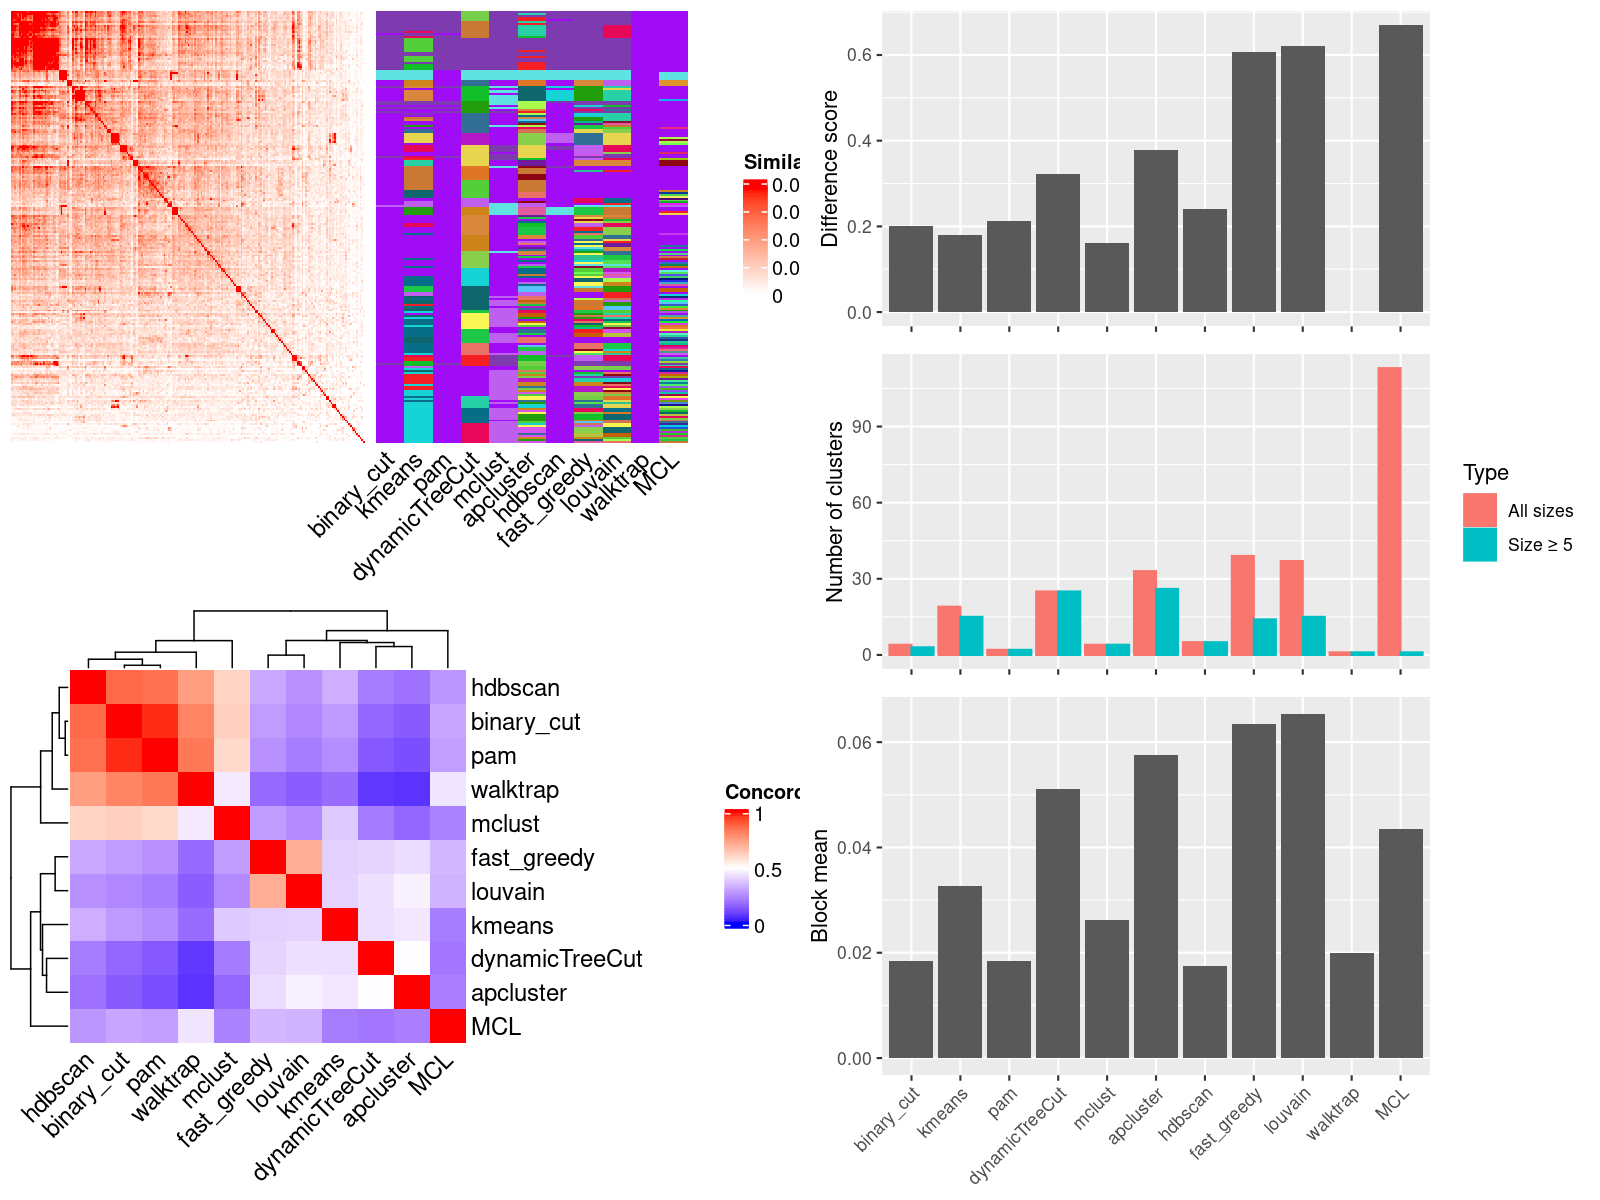 Simila
0.0
0.0
0.0
0.0
0
binary_cut
kmeans
pam
dynamicTreeCut
mclust
apcluster
hdbscan
fast_greedy
louvain
walktrap
MCL
hdbscan
binary_cut
pam
walktrap
mclust
fast_greedy
louvain
kmeans
dynamicTreeCut
apcluster
MCL
hdbscan
binary_cut
pam
walktrap
mclust
fast_greedy
louvain
kmeans
dynamicTreeCut
apcluster
MCL
Concord
1
0.5
0
Difference score
0.6
0.4
0.2
0.0
Number of clusters
90
60
30
0
Type
All sizes
Size ≥ 5
Block mean
0.06
0.04
0.02
0.00
binary_cut
kmeans
pam
dynamicTreeCut
mclust
apcluster
hdbscan
fast_greedy
louvain
walktrap
MCL